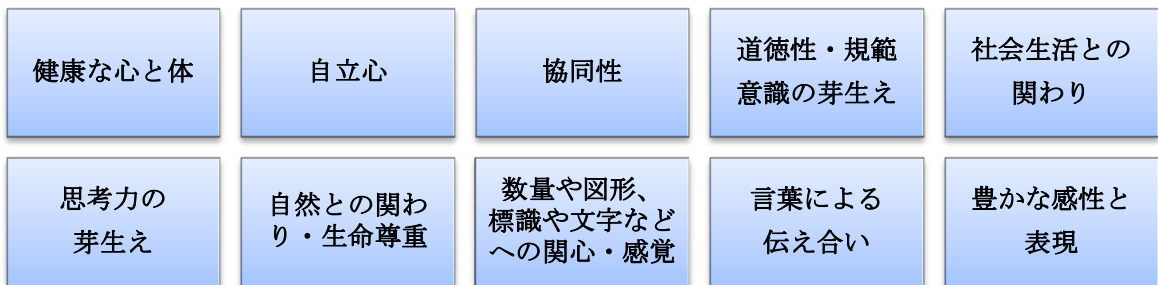 健康な心と体
自立心
協同性
道徳性・規範
意識の芽生え
社会生活との
関わり
思考力の
芽生え
自然との関わ
り・生命尊重
数量や図形、
標識や文字など
への関心・感覚
言葉による
伝え合い
豊かな感性と
表現